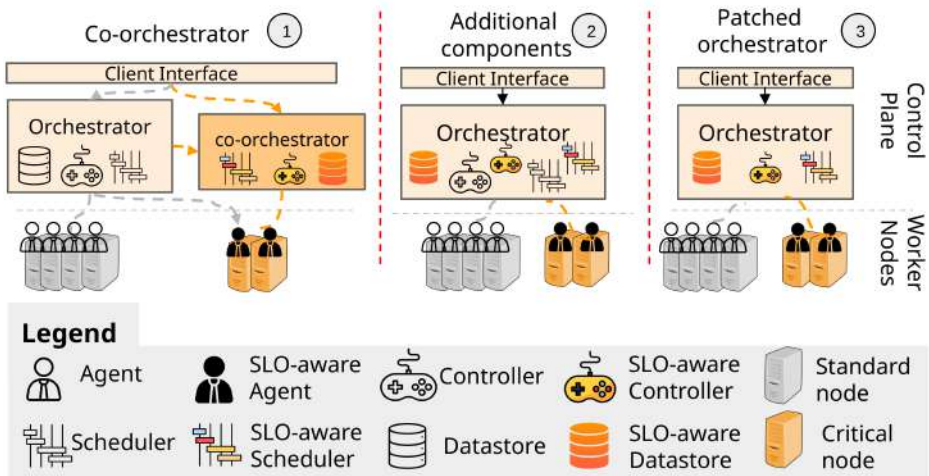 Co-orchestrator 1
Client Interface
Orchestrator
co-orchestrator
Additional
components 2
Client Interface
Orchestrator
Patched
orchestrator 3
Client Interface
Orchestrator
Control
Plane
Worker
Nodes
Legend
Agent
SLO-aware
Agent
Controller
SLO-aware
Controller
Standard
node
Scheduler
SLO-aware
Scheduler
Datastore
SLO-aware
Datastore
Critical
node